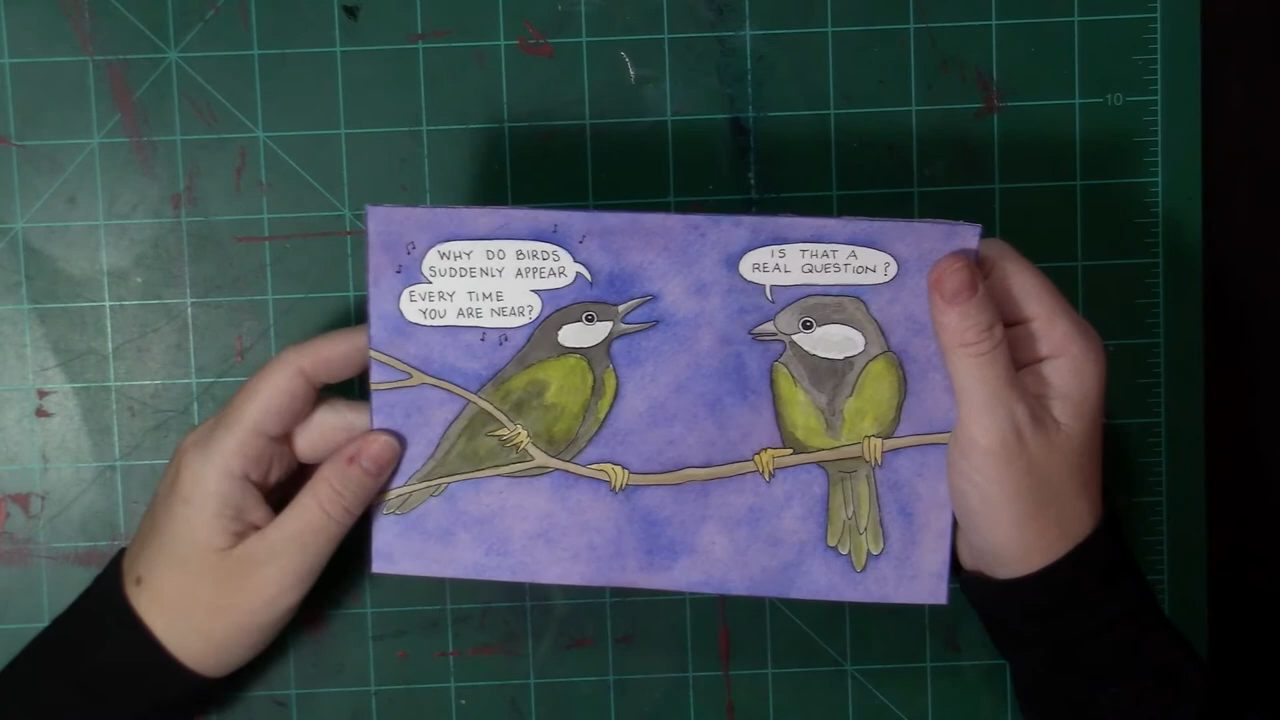 WHY DO BIRDS
SUDDENLY APPEAR
EVERY TIME
YOU ARE NEAR?
IS THAT A
REAL QUESTION?
10